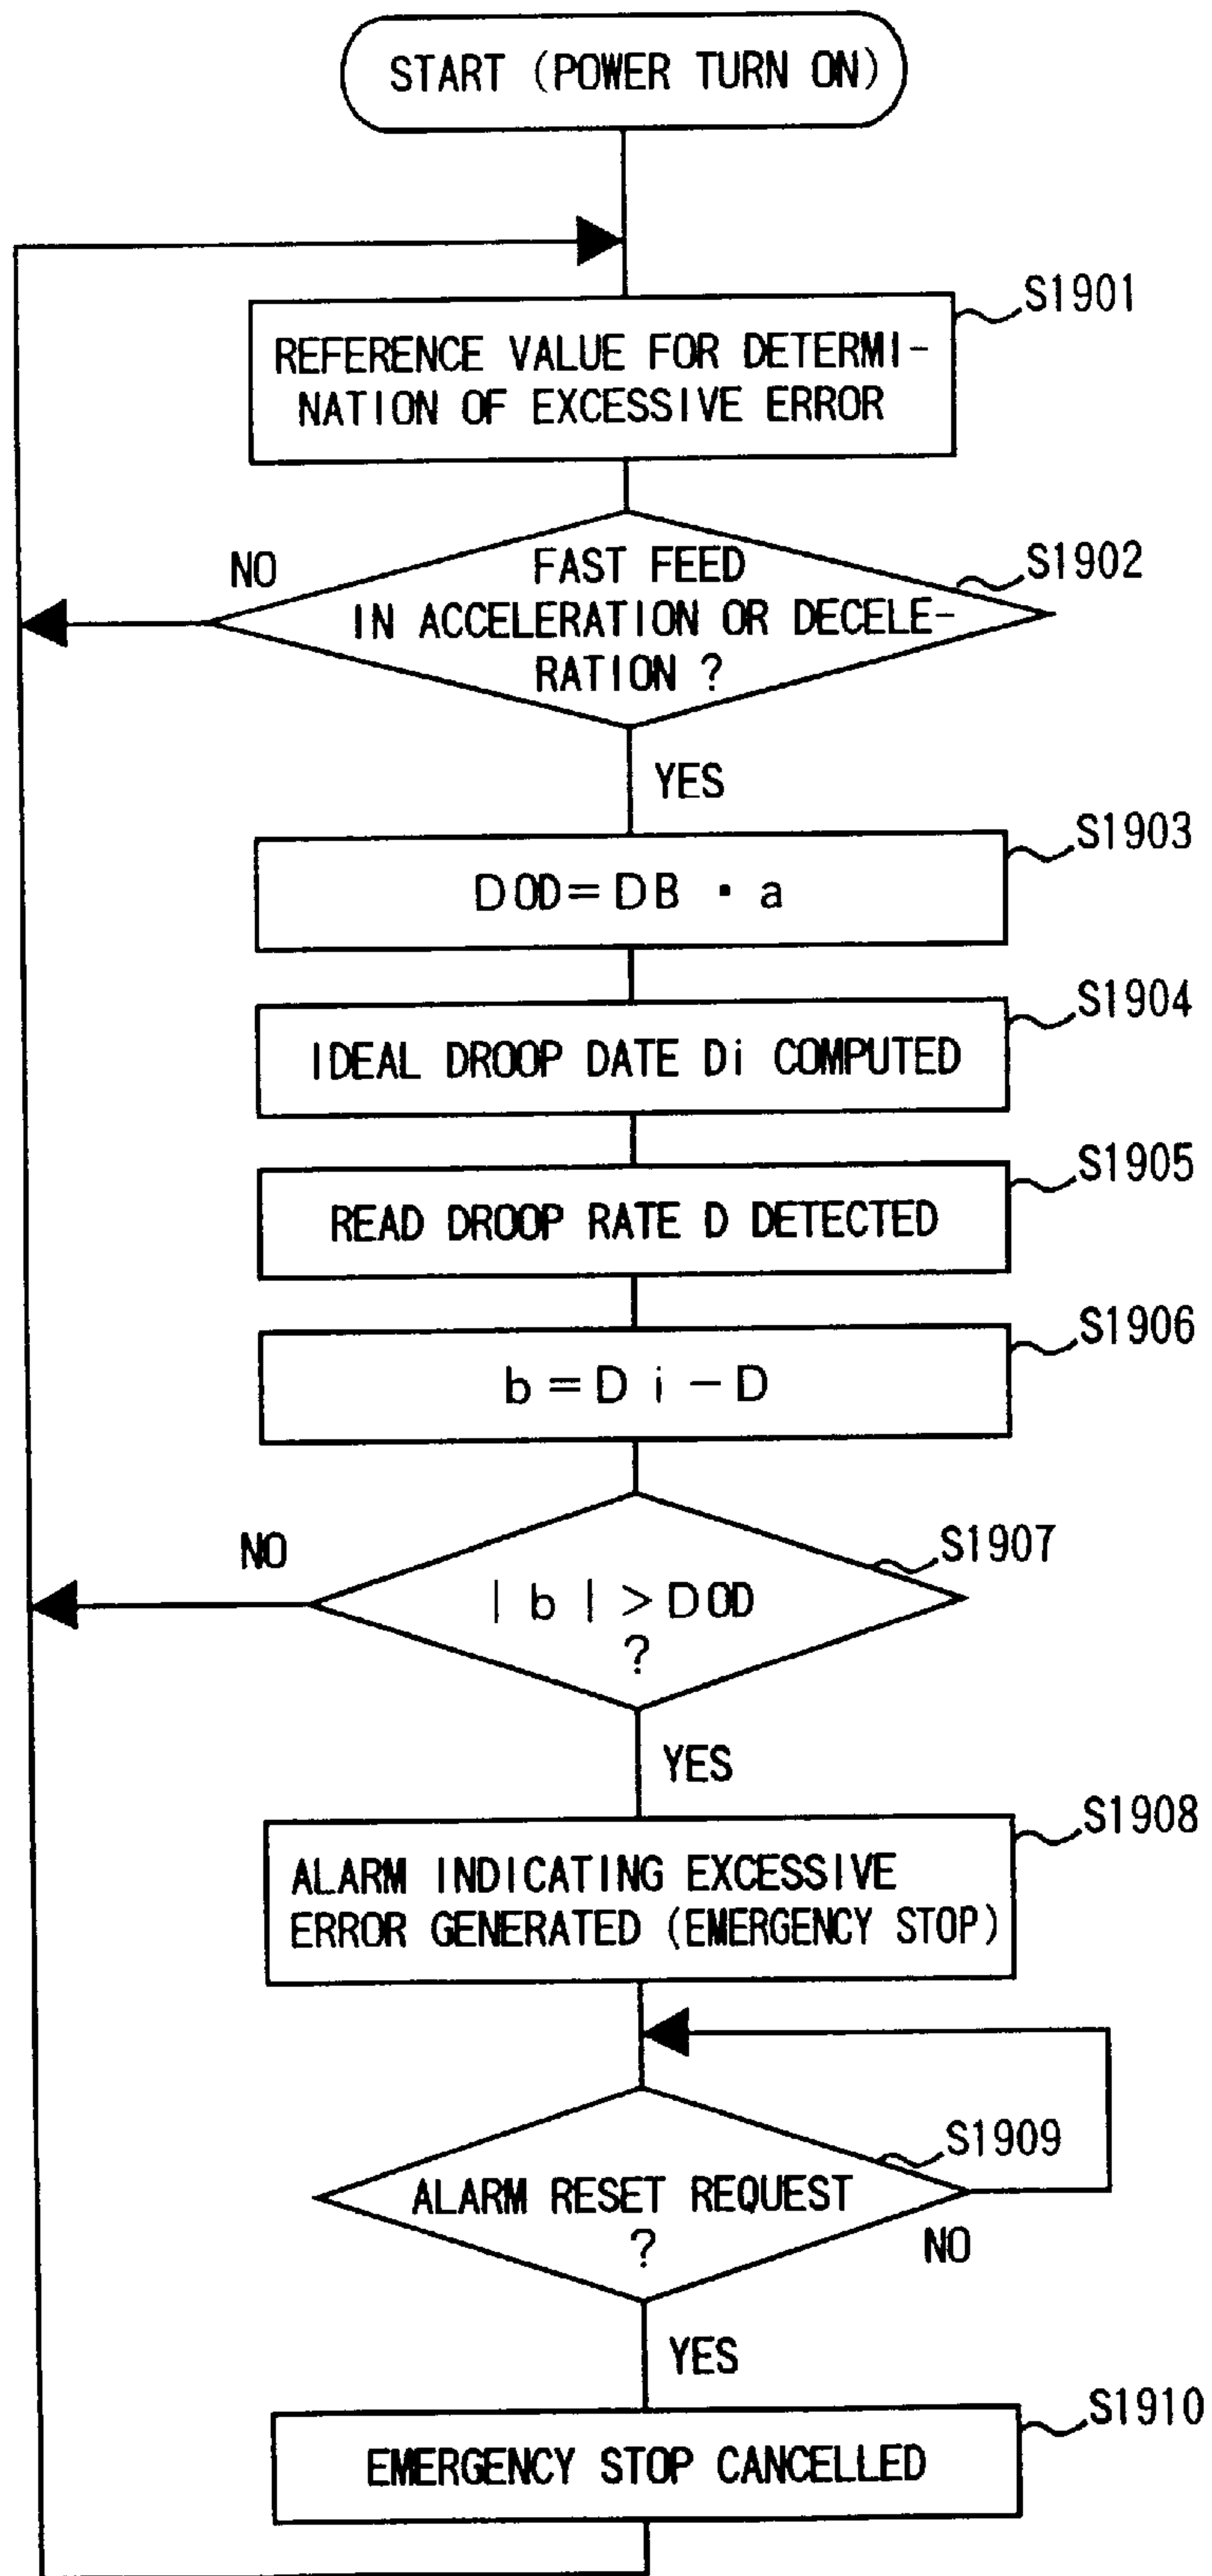 START (POWER TURN ON)
S1901
REFERENCE VALUE FOR DETERMI-
NATION OF EXCESSIVE ERROR
NO
S1902
FAST FEED
IN ACCELERATION OR DECELE-
RATION ?
YES
S1903
DOD=DB · a
S1904
IDEAL DROOP DATE Di COMPUTED
S1905
READ DROOP RATE D DETECTED
S1906
b=Di-D
NO
S1907
|b|>DOD
?
YES
S1908
ALARM INDICATING EXCESSIVE
ERROR GENERATED (EMERGENCY STOP)
S1909
ALARM RESET REQUEST
?
NO
YES
S1910
EMERGENCY STOP CANCELLED